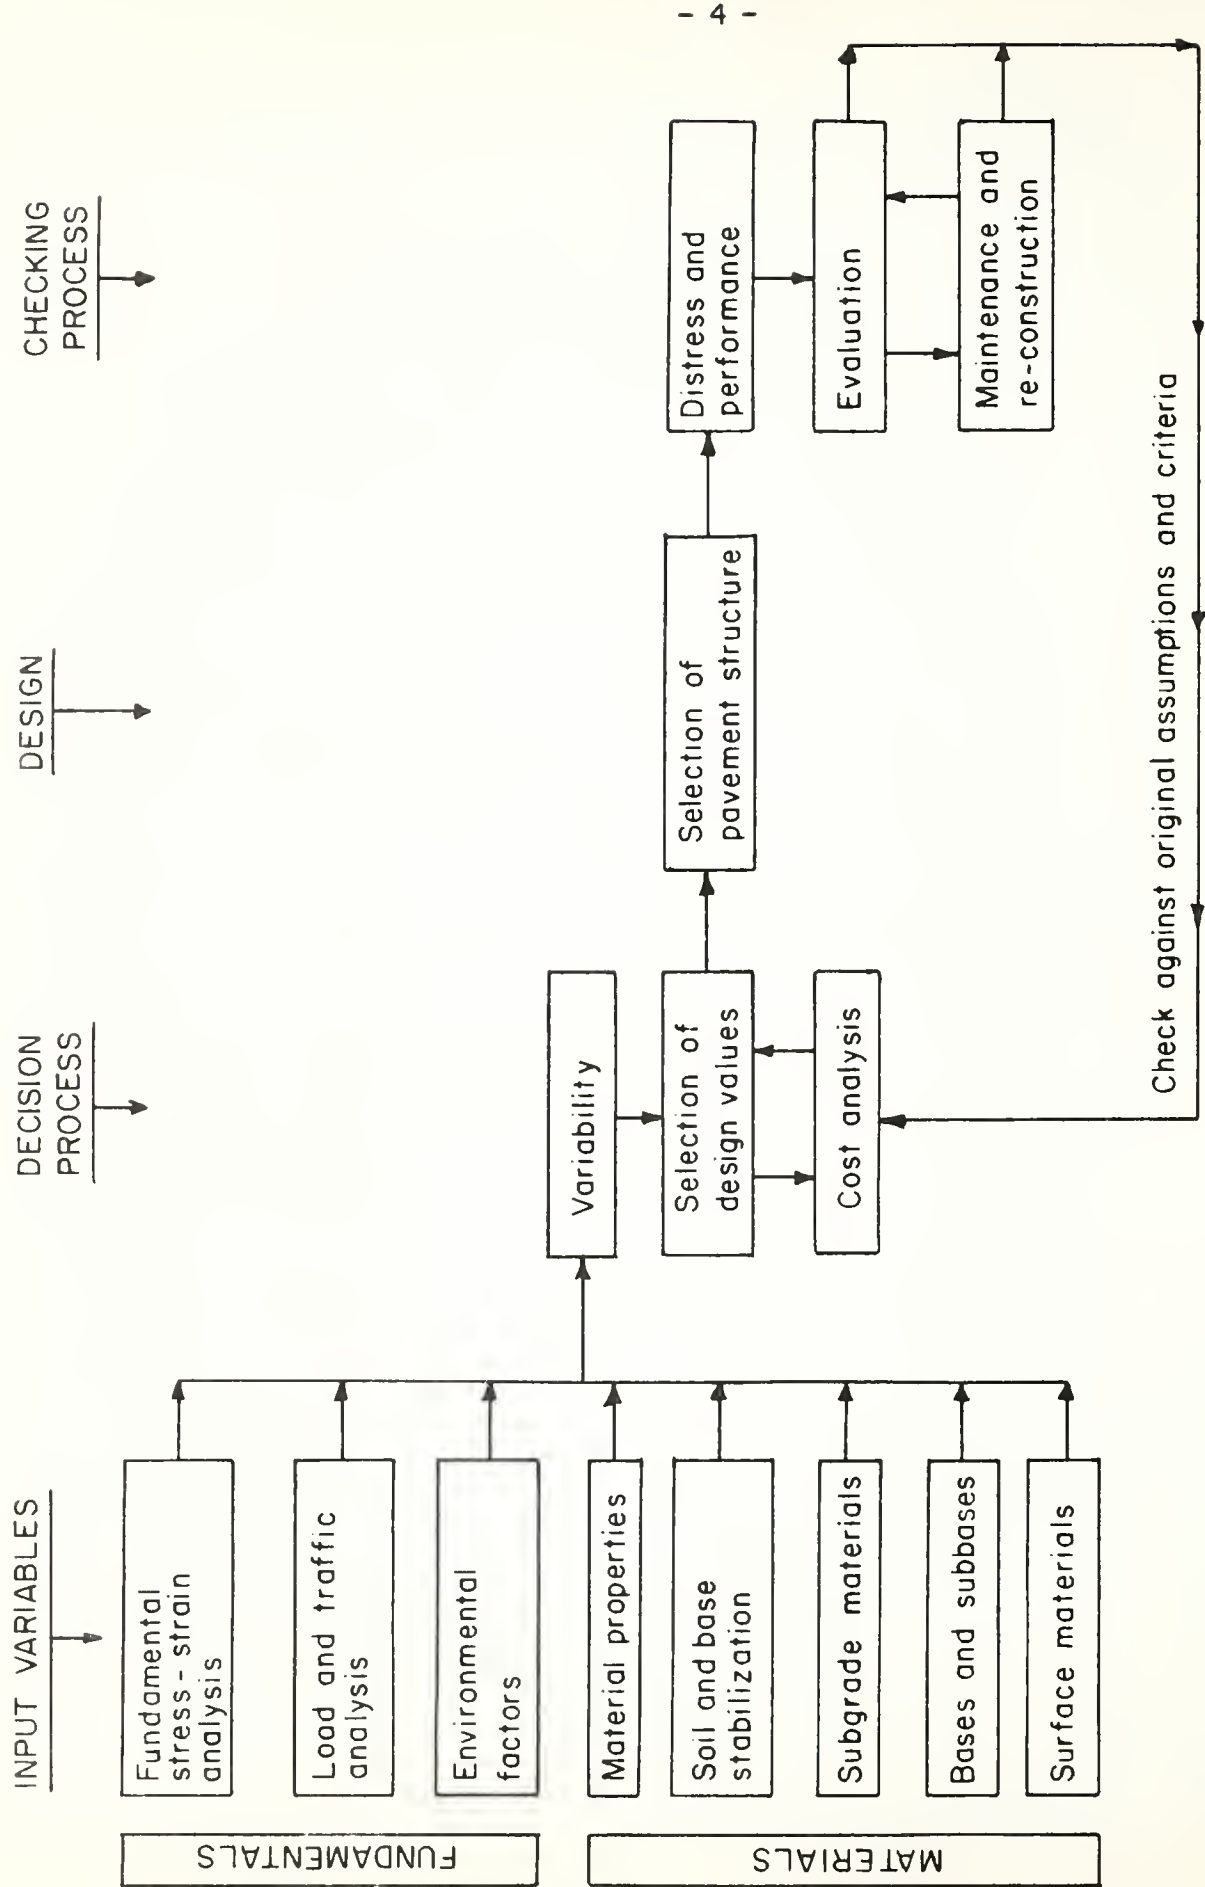 - 4 -
INPUT VARIABLES
DECISION
PROCESS
DESIGN
CHECKING
PROCESS
FUNDAMENTALS
Fundamental
stress - strain
analysis
Load and traffic
analysis
Environmental
factors
MATERIALS
Material properties
Soil and base
stabilization
Subgrade materials
Bases and subbases
Surface materials
Variability
Selection of
design values
Cost analysis
Selection of
pavement structure
Distress and
performance
Evaluation
Maintenance and
re-construction
Check against original assumptions and criteria